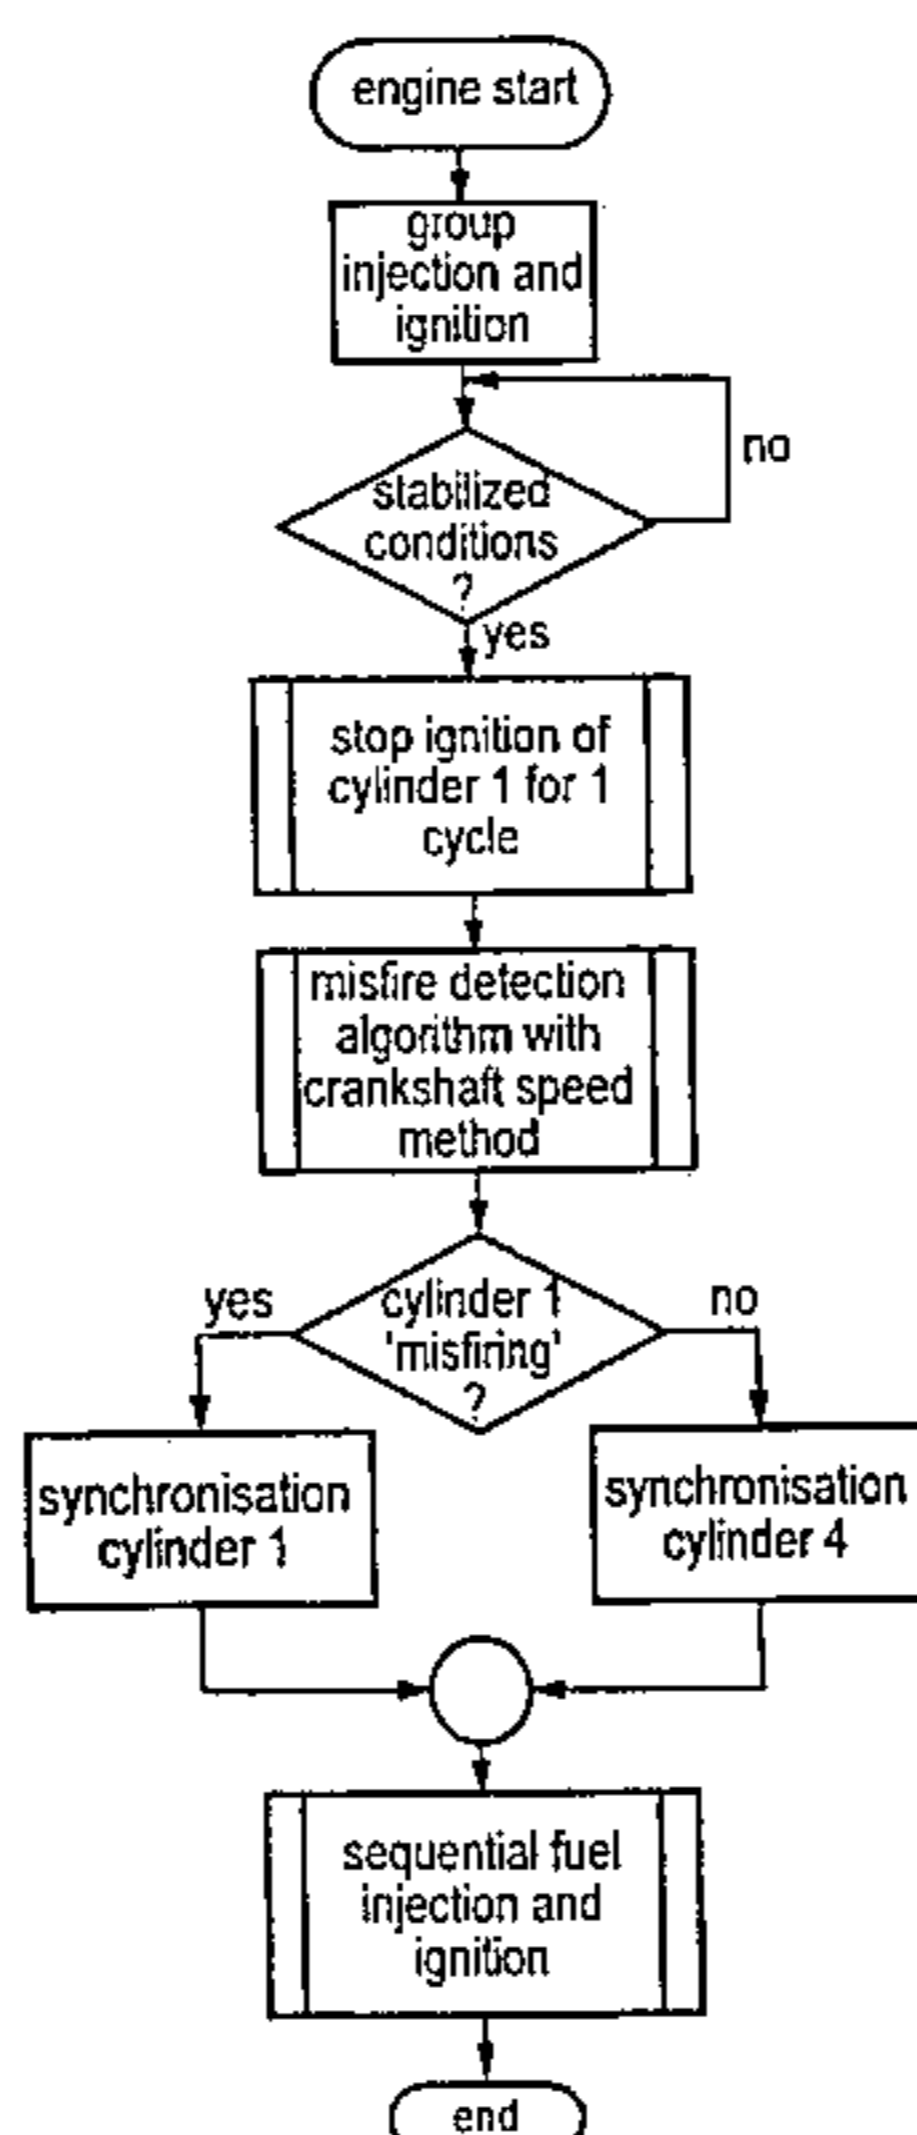 engine start
group
injection and
ignition
no
stabilized
conditions
?
yes
stop ignition of
cylinder 1 for 1
cycle
misfire detection
algorithm with
crankshaft speed
method
yes
cylinder 1
'misfiring'
?
no
synchronisation
cylinder 1
synchronisation
cylinder 4
sequential fuel
injection and
ignition
end